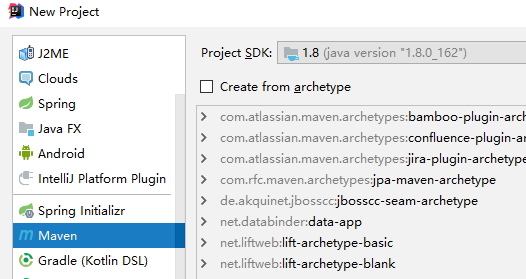 New Project
J2ME
Clouds
Spring
Java FX
Android
IntelliJ Platform Plugin
Spring Initializr
Maven
Gradle (Kotlin DSL)
Project SDK: 1.8 (java version "1.8.0_162")
Create from archetype
com.atlassian.maven.archetypes:bamboo-plugin-arch
com.atlassian.maven.archetypes:confluence-plugin-ar
com.atlassian.maven.archetypes:jira-plugin-archetype
com.rfc.maven.archetypes:jpa-maven-archetype
de.akquinet.jbosscc:jbosscc-seam-archetype
net.databinder:data-app
net.liftweb:lift-archetype-basic
net.liftweb:lift-archetype-blank